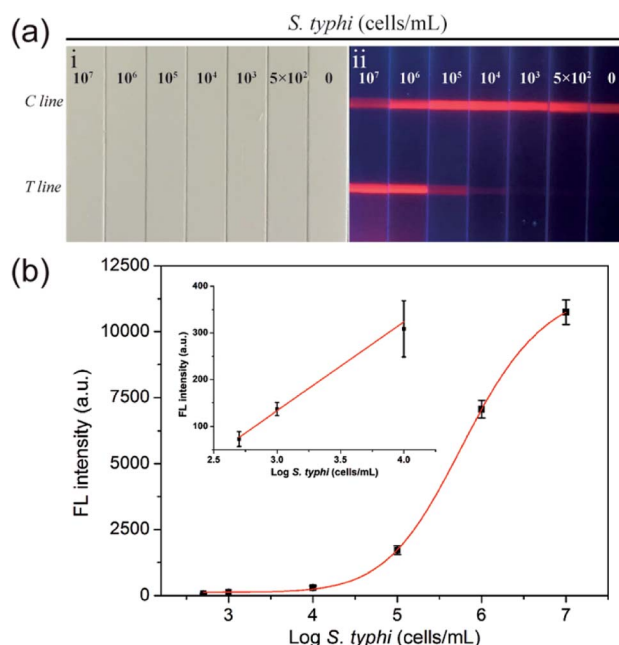 (a)
S. typhi (cells/mL)
i
10⁷ 10⁶ 10⁵ 10⁴ 10³ 5×10² 0
ii
10⁷ 10⁶ 10⁵ 10⁴ 10³ 5×10² 0
C line
T line
(b)
12500
10000
7500
5000
2500
0
FL intensity (a.u.)
3 4 5 6 7
Log S. typhi (cells/mL)
400
300
200
100
FL intensity (a.u.)
2.5 3.0 3.5 4.0
Log S. typhi (cells/mL)